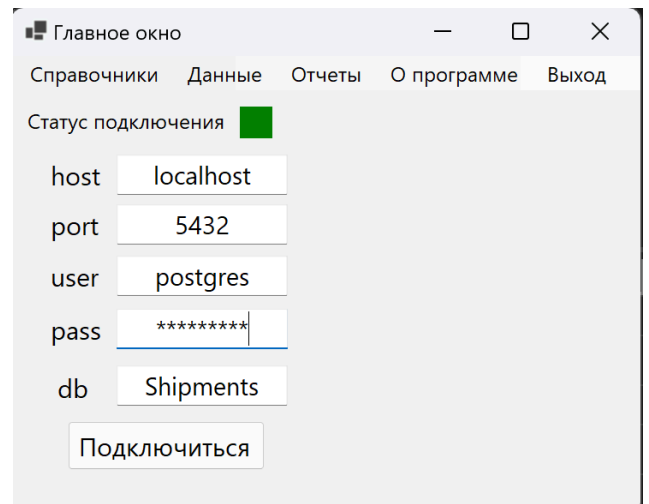 Главное окно
Справочники Данные Отчеты О программе Выход
Статус подключения
host localhost
port 5432
user postgres
pass *********
db Shipments
Подключиться